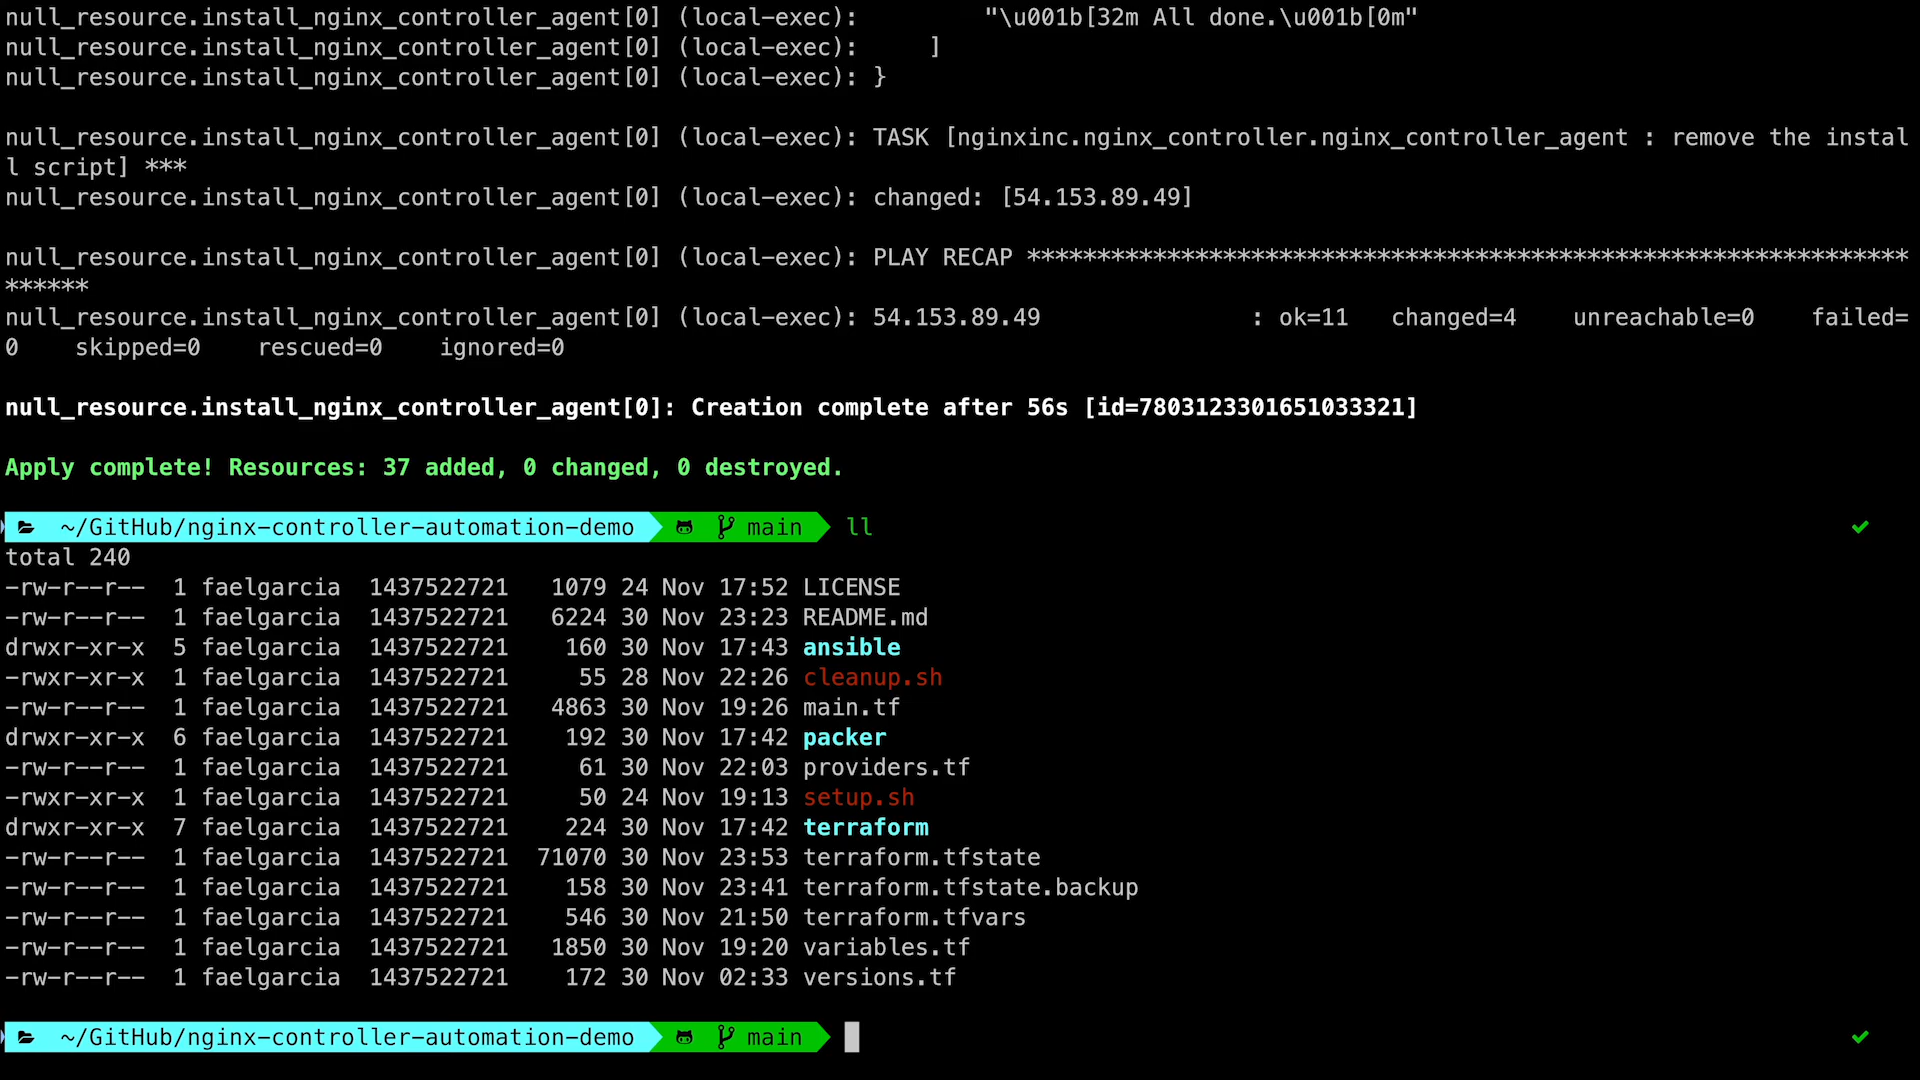 null_resource.install_nginx_controller_agent[0] (local-exec):         "\u001b[32m All done.\u001b[0m"
null_resource.install_nginx_controller_agent[0] (local-exec):     ]
null_resource.install_nginx_controller_agent[0] (local-exec): }
null_resource.install_nginx_controller_agent[0] (local-exec): TASK [nginxinc.nginx_controller.nginx_controller_agent : remove the instal
l script] ***
null_resource.install_nginx_controller_agent[0] (local-exec): changed: [54.153.89.49]
null_resource.install_nginx_controller_agent[0] (local-exec): PLAY RECAP ***************************************************************
******
null_resource.install_nginx_controller_agent[0] (local-exec): 54.153.89.49               : ok=11   changed=4    unreachable=0    failed=
0    skipped=0    rescued=0    ignored=0
null_resource.install_nginx_controller_agent[0]: Creation complete after 56s [id=7803123301651033321]
Apply complete! Resources: 37 added, 0 changed, 0 destroyed.
~/GitHub/nginx-controller-automation-demo main ll
total 240
-rw-r--r--  1 faelgarcia  1437522721   1079 24 Nov 17:52 LICENSE
-rw-r--r--  1 faelgarcia  1437522721   6224 30 Nov 23:23 README.md
drwxr-xr-x  5 faelgarcia  1437522721    160 30 Nov 17:43 ansible
-rwxr-xr-x  1 faelgarcia  1437522721     55 28 Nov 22:26 cleanup.sh
-rw-r--r--  1 faelgarcia  1437522721   4863 30 Nov 19:26 main.tf
drwxr-xr-x  6 faelgarcia  1437522721    192 30 Nov 17:42 packer
-rw-r--r--  1 faelgarcia  1437522721     61 30 Nov 22:03 providers.tf
-rwxr-xr-x  1 faelgarcia  1437522721     50 24 Nov 19:13 setup.sh
drwxr-xr-x  7 faelgarcia  1437522721    224 30 Nov 17:42 terraform
-rw-r--r--  1 faelgarcia  1437522721  71070 30 Nov 23:53 terraform.tfstate
-rw-r--r--  1 faelgarcia  1437522721    158 30 Nov 23:41 terraform.tfstate.backup
-rw-r--r--  1 faelgarcia  1437522721    546 30 Nov 21:50 terraform.tfvars
-rw-r--r--  1 faelgarcia  1437522721   1850 30 Nov 19:20 variables.tf
-rw-r--r--  1 faelgarcia  1437522721    172 30 Nov 02:33 versions.tf
~/GitHub/nginx-controller-automation-demo main